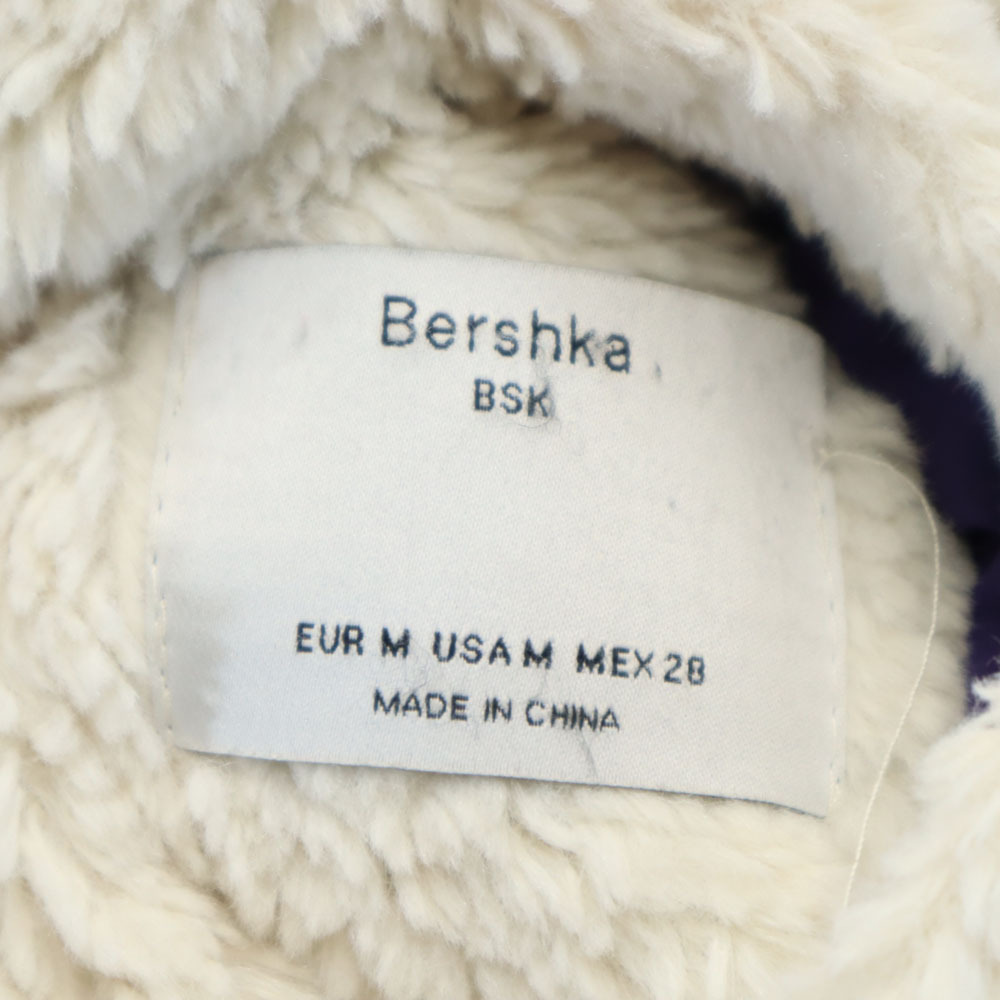 Bershka
BSK
EUR M USA M MEX 28
MADE IN CHINA